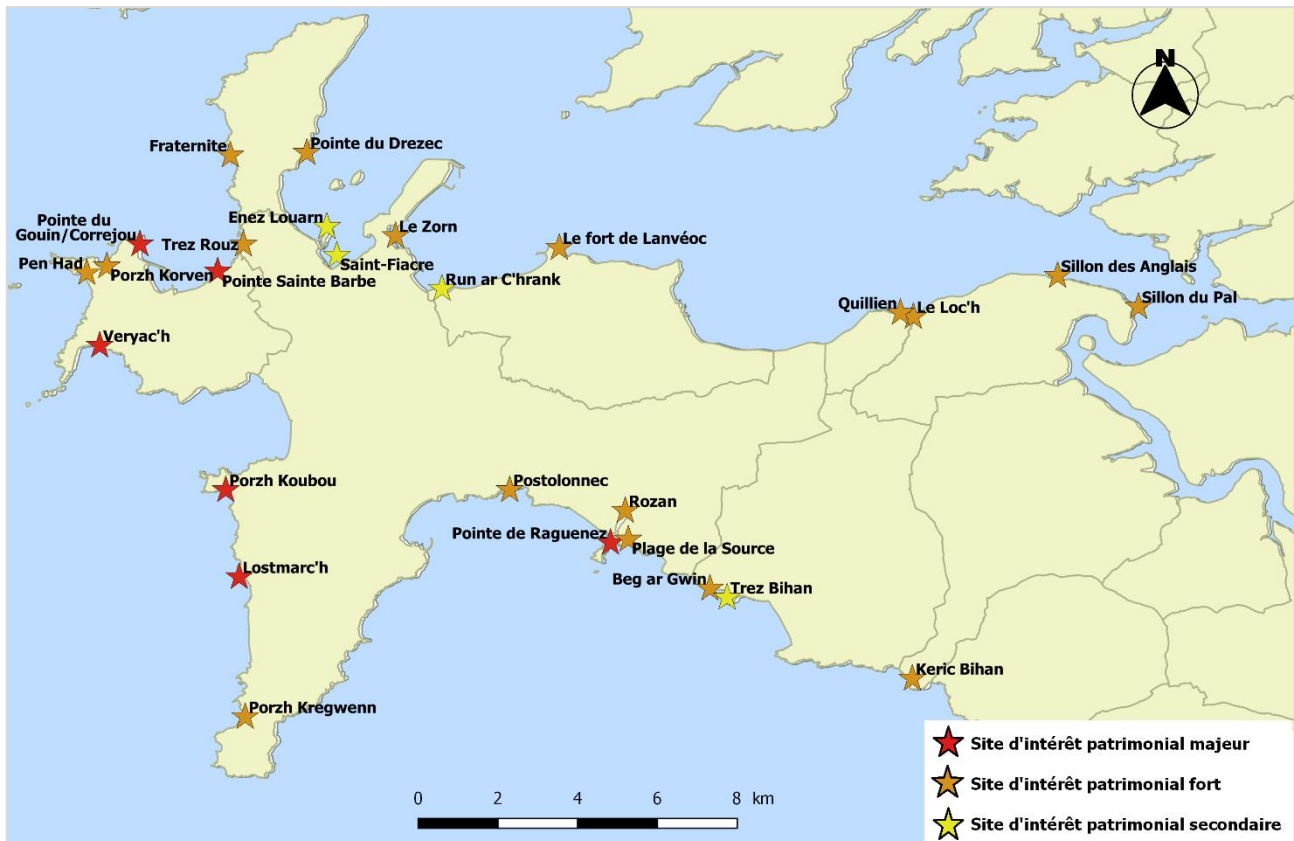 N
Fraternite
Pointe du Drezec
Enez Louarn
Pointe du
Gouin/Correjou
Trez Rouz
Le Zorn
Le fort de Lanvéoc
Pen Had
Porzh Korven
Pointe Sainte Barbe
Saint-Fiacre
Run ar C'hrank
Sillon des Anglais
Quillien
Le Loc'h
Sillon du Pal
Veryac'h
Porzh Koubou
Postolonnec
Rozan
Pointe de Raguenez
Plage de la Source
Lostmarc'h
Beg ar Gwin
Trez Bihan
Keric Bihan
Porzh Kregwenn
Site d'intérêt patrimonial majeur
Site d'intérêt patrimonial fort
Site d'intérêt patrimonial secondaire
0 2 4 6 8 km